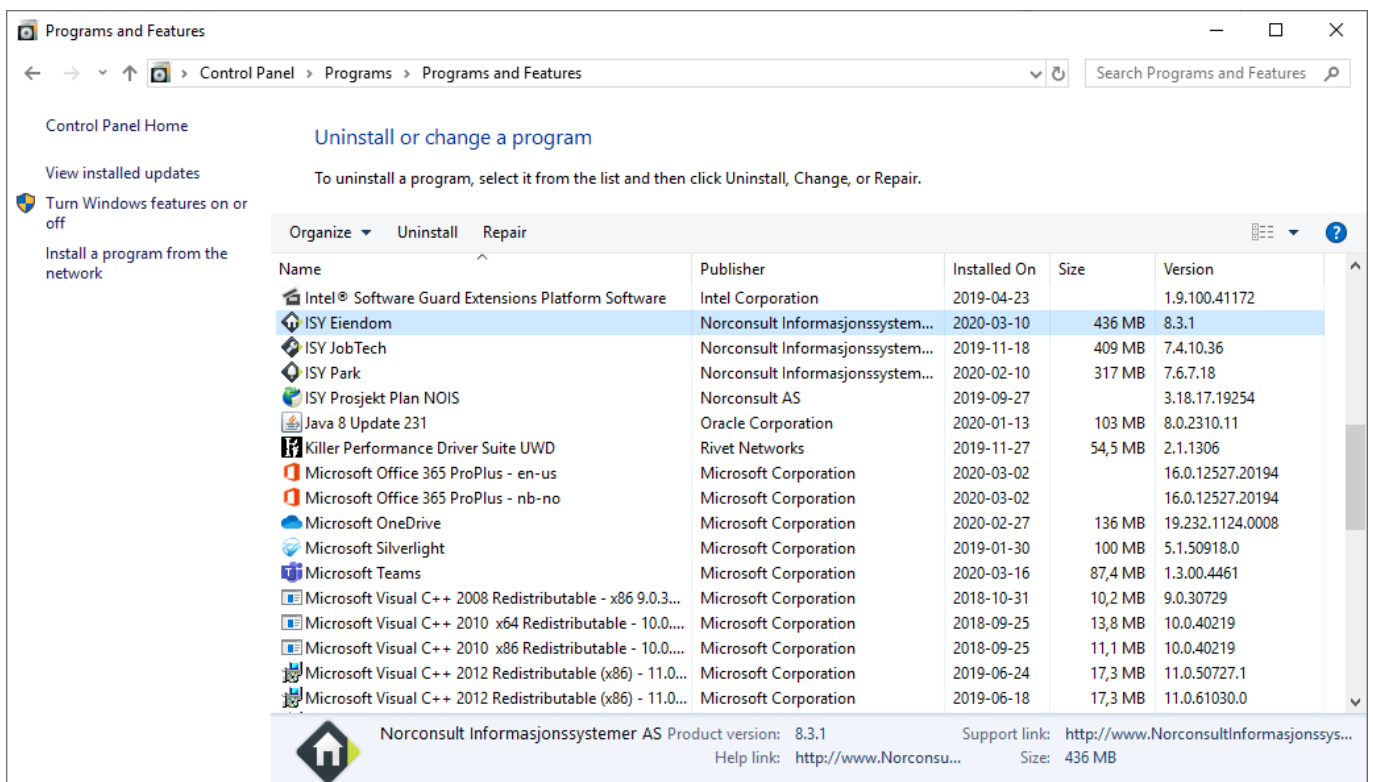 Programs and Features
Control Panel > Programs > Programs and Features
Search Programs and Features
Control Panel Home
View installed updates
Turn Windows features on or
off
Install a program from the
network
Uninstall or change a program
To uninstall a program, select it from the list and then click Uninstall, Change, or Repair.
Organize Uninstall Repair
Name Publisher Installed On Size Version
Intel® Software Guard Extensions Platform Software Intel Corporation 2019-04-23 1.9.100.41172
ISY Eiendom Norconsult Informasjonssystem... 2020-03-10 436 MB 8.3.1
ISY JobTech Norconsult Informasjonssystem... 2019-11-18 409 MB 7.4.10.36
ISY Park Norconsult Informasjonssystem... 2020-02-10 317 MB 7.6.7.18
ISY Prosjekt Plan NOIS Norconsult AS 2019-09-27 3.18.17.19254
Java 8 Update 231 Oracle Corporation 2020-01-13 103 MB 8.0.2310.11
Killer Performance Driver Suite UWD Rivet Networks 2019-11-27 54,5 MB 2.1.1306
Microsoft Office 365 ProPlus - en-us Microsoft Corporation 2020-03-02 16.0.12527.20194
Microsoft Office 365 ProPlus - nb-no Microsoft Corporation 2020-03-02 16.0.12527.20194
Microsoft OneDrive Microsoft Corporation 2020-02-27 136 MB 19.232.1124.0008
Microsoft Silverlight Microsoft Corporation 2019-01-30 100 MB 5.1.50918.0
Microsoft Teams Microsoft Corporation 2020-03-16 87,4 MB 1.3.00.4461
Microsoft Visual C++ 2008 Redistributable - x86 9.0.3... Microsoft Corporation 2018-10-31 10,2 MB 9.0.30729
Microsoft Visual C++ 2010 x64 Redistributable - 10.0.... Microsoft Corporation 2018-09-25 13,8 MB 10.0.40219
Microsoft Visual C++ 2010 x86 Redistributable - 10.0.... Microsoft Corporation 2018-09-25 11,1 MB 10.0.40219
Microsoft Visual C++ 2012 Redistributable (x86) - 11.0... Microsoft Corporation 2019-06-24 17,3 MB 11.0.50727.1
Microsoft Visual C++ 2012 Redistributable (x86) - 11.0... Microsoft Corporation 2019-06-18 17,3 MB 11.0.61030.0
Norconsult Informasjonssystemer AS Product version: 8.3.1 Support link: http://www.NorconsultInformasjonssys...
Help link: http://www.Norconsu... Size: 436 MB